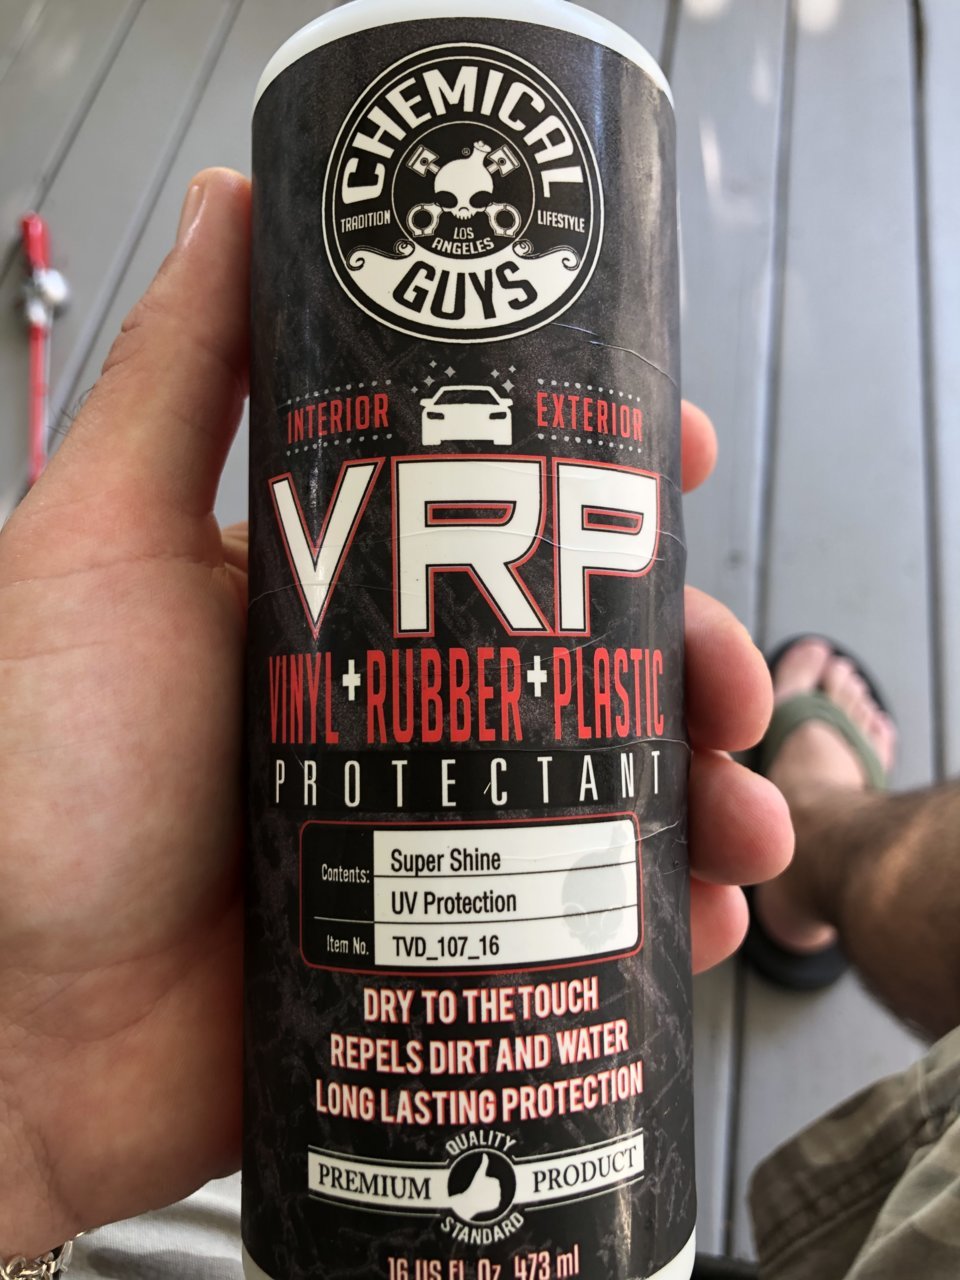 CHEMICAL
TRADITION
LIFESTYLE
®
LOS
ANGELES
GUYS
INTERIOR
EXTERIOR
VRP
VINYL+RUBBER+PLASTIC
PROTECTANT
Contents:
Super Shine
UV Protection
Item No.
TVD_107_16
DRY TO THE TOUCH
REPELS DIRT AND WATER
LONG LASTING PROTECTION
QUALITY
PREMIUM PRODUCT
STANDARD
16 US FL Oz 473 ml